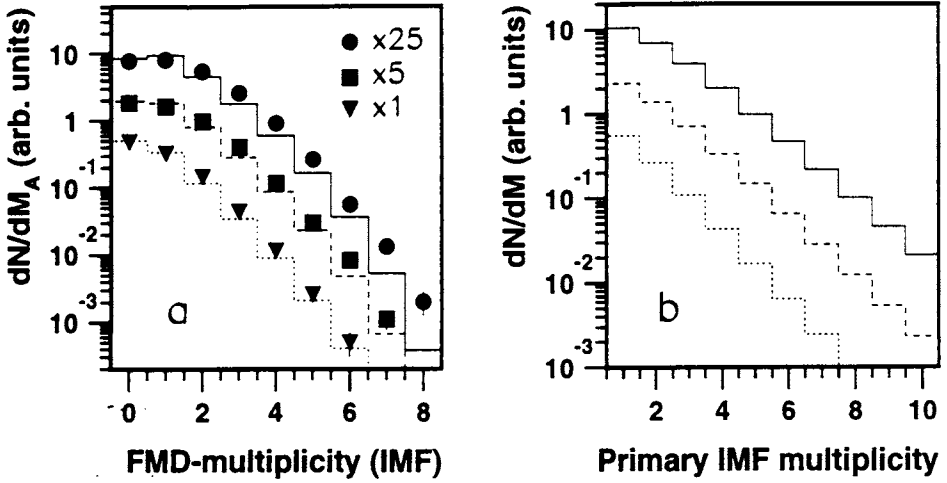 dN/dM_A (arb. units)
10
1
10^-1
10^-2
10^-3
x25
x5
x1
a
0 2 4 6 8
FMD-multiplicity (IMF)
dN/dM (arb. units)
10^2
10
1
10^-1
10^-2
10^-3
b
2 4 6 8 10
Primary IMF multiplicity